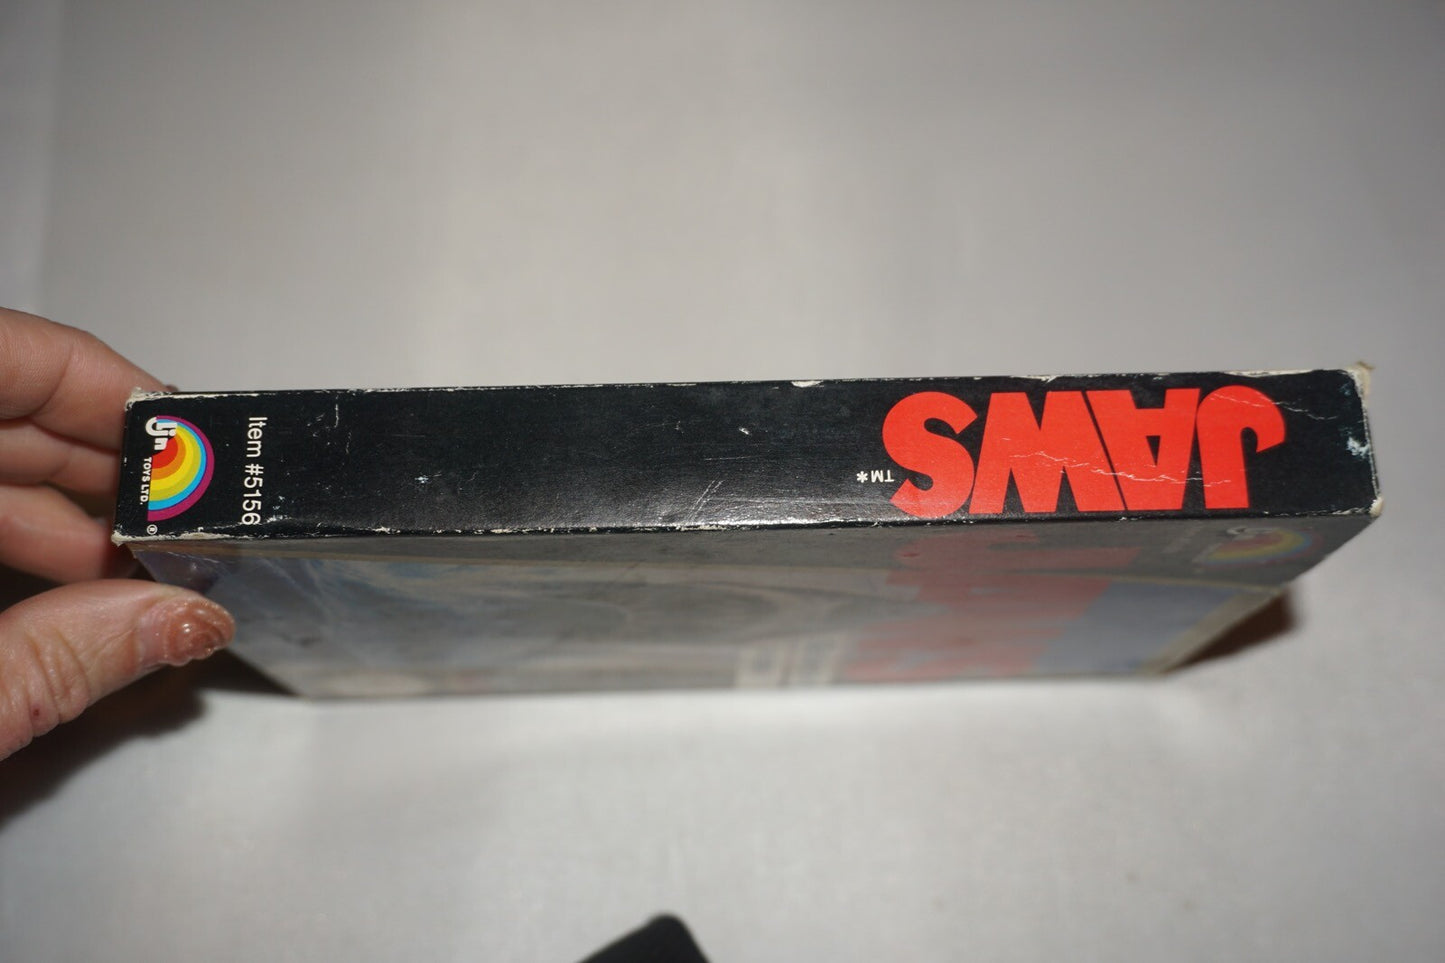 JAWS
™*
ljn
TOYS LTD.
®
Item #5156